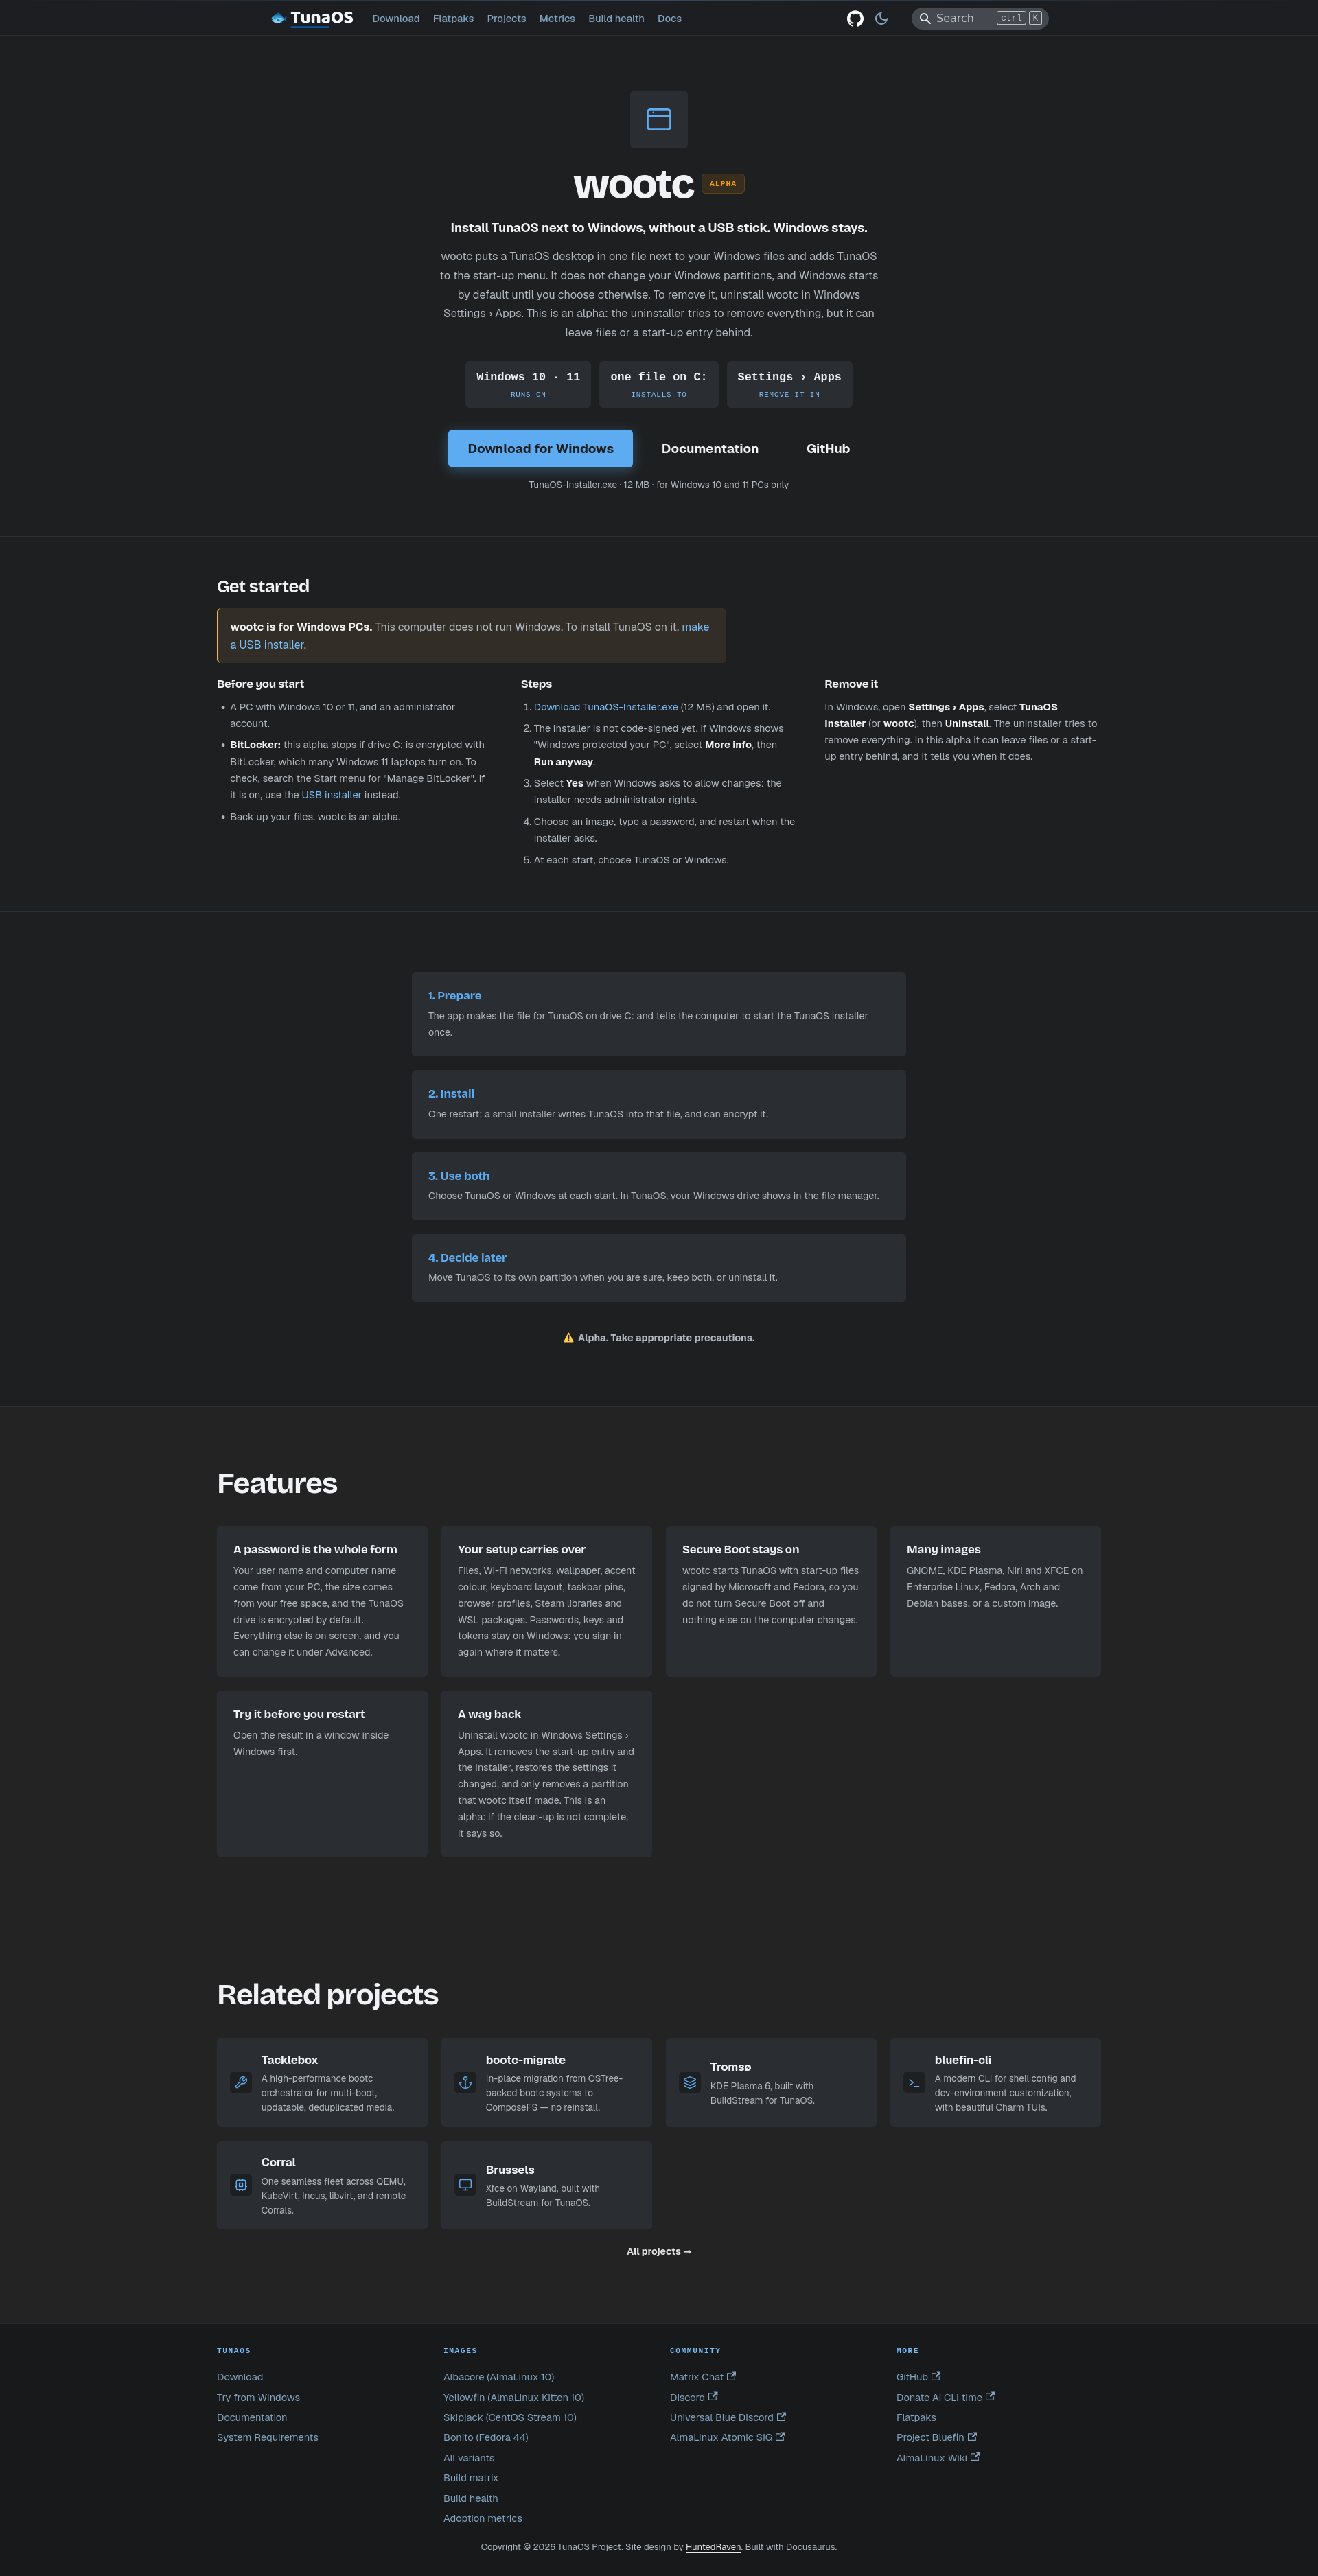 TunaOS Download Flatpaks Projects Metrics Build health Docs Search ctrl K
wootc ALPHA
Install TunaOS next to Windows, without a USB stick. Windows stays.
wootc puts a TunaOS desktop in one file next to your Windows files and adds TunaOS
to the start-up menu. It does not change your Windows partitions, and Windows starts
by default until you choose otherwise. To remove it, uninstall wootc in Windows
Settings › Apps. This is an alpha: the uninstaller tries to remove everything, but it can
leave files or a start-up entry behind.
Windows 10 · 11
RUNS ON
one file on C:
INSTALLS TO
Settings › Apps
REMOVE IT IN
Download for Windows Documentation GitHub
TunaOS-Installer.exe · 12 MB · for Windows 10 and 11 PCs only
Get started
wootc is for Windows PCs. This computer does not run Windows. To install TunaOS on it, make
a USB installer.
Before you start
• A PC with Windows 10 or 11, and an administrator
account.
• BitLocker: this alpha stops if drive C: is encrypted with
BitLocker, which many Windows 11 laptops turn on. To
check, search the Start menu for "Manage BitLocker". If
it is on, use the USB installer instead.
• Back up your files. wootc is an alpha.
Steps
1. Download TunaOS-Installer.exe (12 MB) and open it.
2. The installer is not code-signed yet. If Windows shows
"Windows protected your PC", select More info, then
Run anyway.
3. Select Yes when Windows asks to allow changes: the
installer needs administrator rights.
4. Choose an image, type a password, and restart when the
installer asks.
5. At each start, choose TunaOS or Windows.
Remove it
In Windows, open Settings › Apps, select TunaOS
Installer (or wootc), then Uninstall. The uninstaller tries to
remove everything. In this alpha it can leave files or a start-
up entry behind, and it tells you when it does.
1. Prepare
The app makes the file for TunaOS on drive C: and tells the computer to start the TunaOS installer
once.
2. Install
One restart: a small installer writes TunaOS into that file, and can encrypt it.
3. Use both
Choose TunaOS or Windows at each start. In TunaOS, your Windows drive shows in the file manager.
4. Decide later
Move TunaOS to its own partition when you are sure, keep both, or uninstall it.
⚠️ Alpha. Take appropriate precautions.
Features
A password is the whole form
Your user name and computer name
come from your PC, the size comes
from your free space, and the TunaOS
drive is encrypted by default.
Everything else is on screen, and you
can change it under Advanced.
Your setup carries over
Files, Wi-Fi networks, wallpaper, accent
colour, keyboard layout, taskbar pins,
browser profiles, Steam libraries and
WSL packages. Passwords, keys and
tokens stay on Windows: you sign in
again where it matters.
Secure Boot stays on
wootc starts TunaOS with start-up files
signed by Microsoft and Fedora, so you
do not turn Secure Boot off and
nothing else on the computer changes.
Many images
GNOME, KDE Plasma, Niri and XFCE on
Enterprise Linux, Fedora, Arch and
Debian bases, or a custom image.
Try it before you restart
Open the result in a window inside
Windows first.
A way back
Uninstall wootc in Windows Settings ›
Apps. It removes the start-up entry and
the installer, restores the settings it
changed, and only removes a partition
that wootc itself made. This is an
alpha: if the clean-up is not complete,
it says so.
Related projects
Tacklebox
A high-performance bootc
orchestrator for multi-boot,
updatable, deduplicated media.
bootc-migrate
In-place migration from OSTree-
backed bootc systems to
ComposeFS — no reinstall.
Tromsø
KDE Plasma 6, built with
BuildStream for TunaOS.
bluefin-cli
A modern CLI for shell config and
dev-environment customization,
with beautiful Charm TUIs.
Corral
One seamless fleet across QEMU,
KubeVirt, Incus, libvirt, and remote
Corrals.
Brussels
Xfce on Wayland, built with
BuildStream for TunaOS.
All projects →
TUNAOS
Download
Try from Windows
Documentation
System Requirements
IMAGES
Albacore (AlmaLinux 10)
Yellowfin (AlmaLinux Kitten 10)
Skipjack (CentOS Stream 10)
Bonito (Fedora 44)
All variants
Build matrix
Build health
Adoption metrics
COMMUNITY
Matrix Chat
Discord
Universal Blue Discord
AlmaLinux Atomic SIG
MORE
GitHub
Donate AI CLI time
Flatpaks
Project Bluefin
AlmaLinux Wiki
Copyright © 2026 TunaOS Project. Site design by HuntedRaven. Built with Docusaurus.